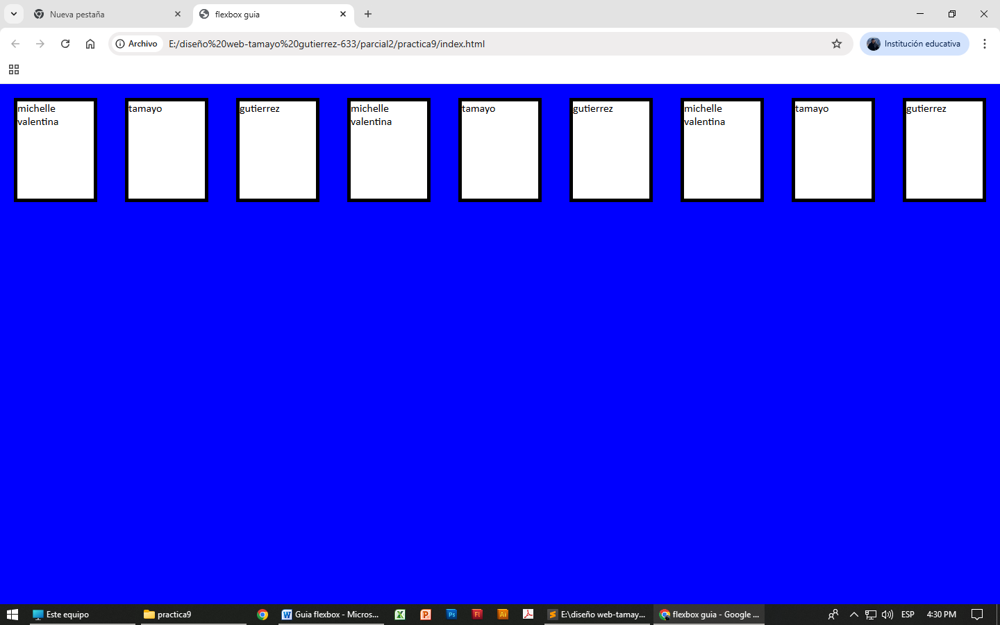 Nueva pestaña
flexbox guia
Archivo
E:/diseño%20web-tamayo%20gutierrez-633/parcial2/practica9/index.html
Institución educativa
michelle
valentina
tamayo
gutierrez
michelle
valentina
tamayo
gutierrez
michelle
valentina
tamayo
gutierrez
Este equipo
practica9
Guia flexbox - Micros...
Ps
Fl
Ai
E:\diseño web-tamay...
flexbox guia - Google ...
ESP
4:30 PM